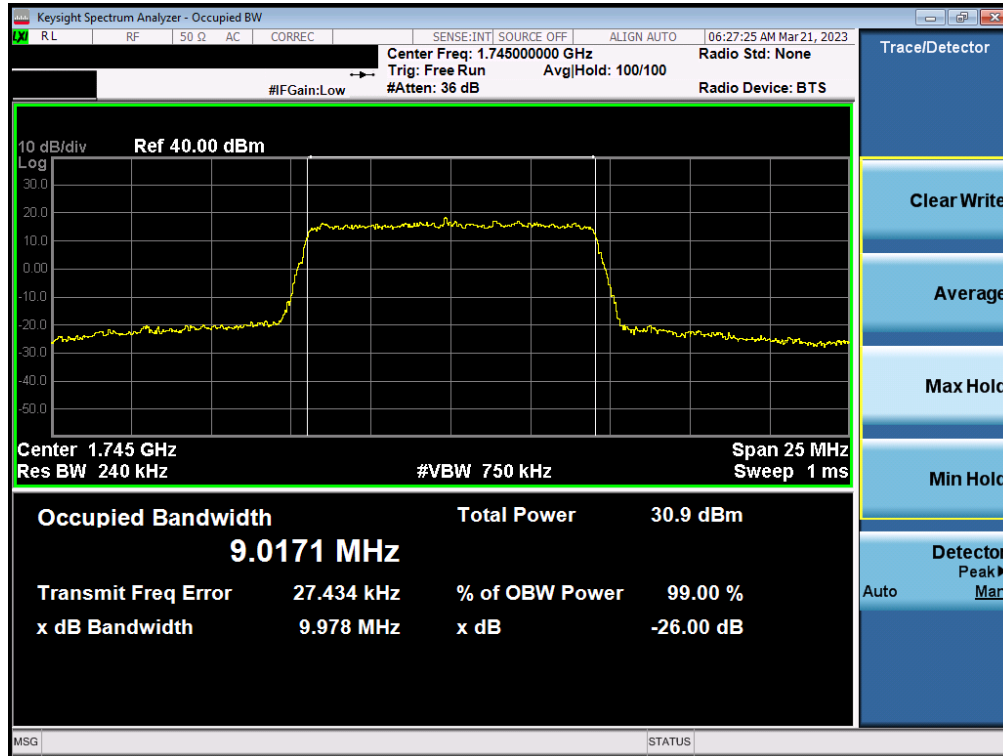 Keysight Spectrum Analyzer - Occupied BW
LXI RL RF 50 Ω AC CORREC SENSE:INT SOURCE OFF ALIGN AUTO 06:27:25 AM Mar 21, 2023
Center Freq: 1.745000000 GHz Radio Std: None
Trig: Free Run Avg|Hold: 100/100
#IFGain:Low #Atten: 36 dB Radio Device: BTS
Trace/Detector
10 dB/div Ref 40.00 dBm
Log
30.0
20.0
10.0
0.00
-10.0
-20.0
-30.0
-40.0
-50.0
Center 1.745 GHz Span 25 MHz
Res BW 240 kHz #VBW 750 kHz Sweep 1 ms
Occupied Bandwidth Total Power 30.9 dBm
9.0171 MHz
Transmit Freq Error 27.434 kHz % of OBW Power 99.00 %
x dB Bandwidth 9.978 MHz x dB -26.00 dB
Clear Write
Average
Max Hold
Min Hold
Detector
Peak▶
Auto Man
MSG STATUS